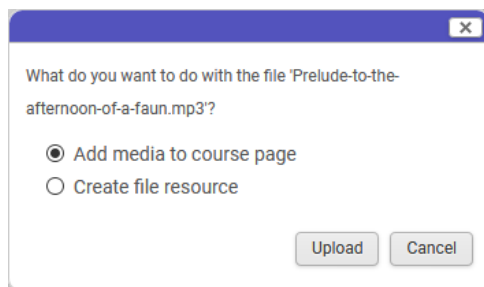 What do you want to do with the file 'Prelude-to-the-
afternoon-of-a-faun.mp3'?
Add media to course page
Create file resource
Upload Cancel